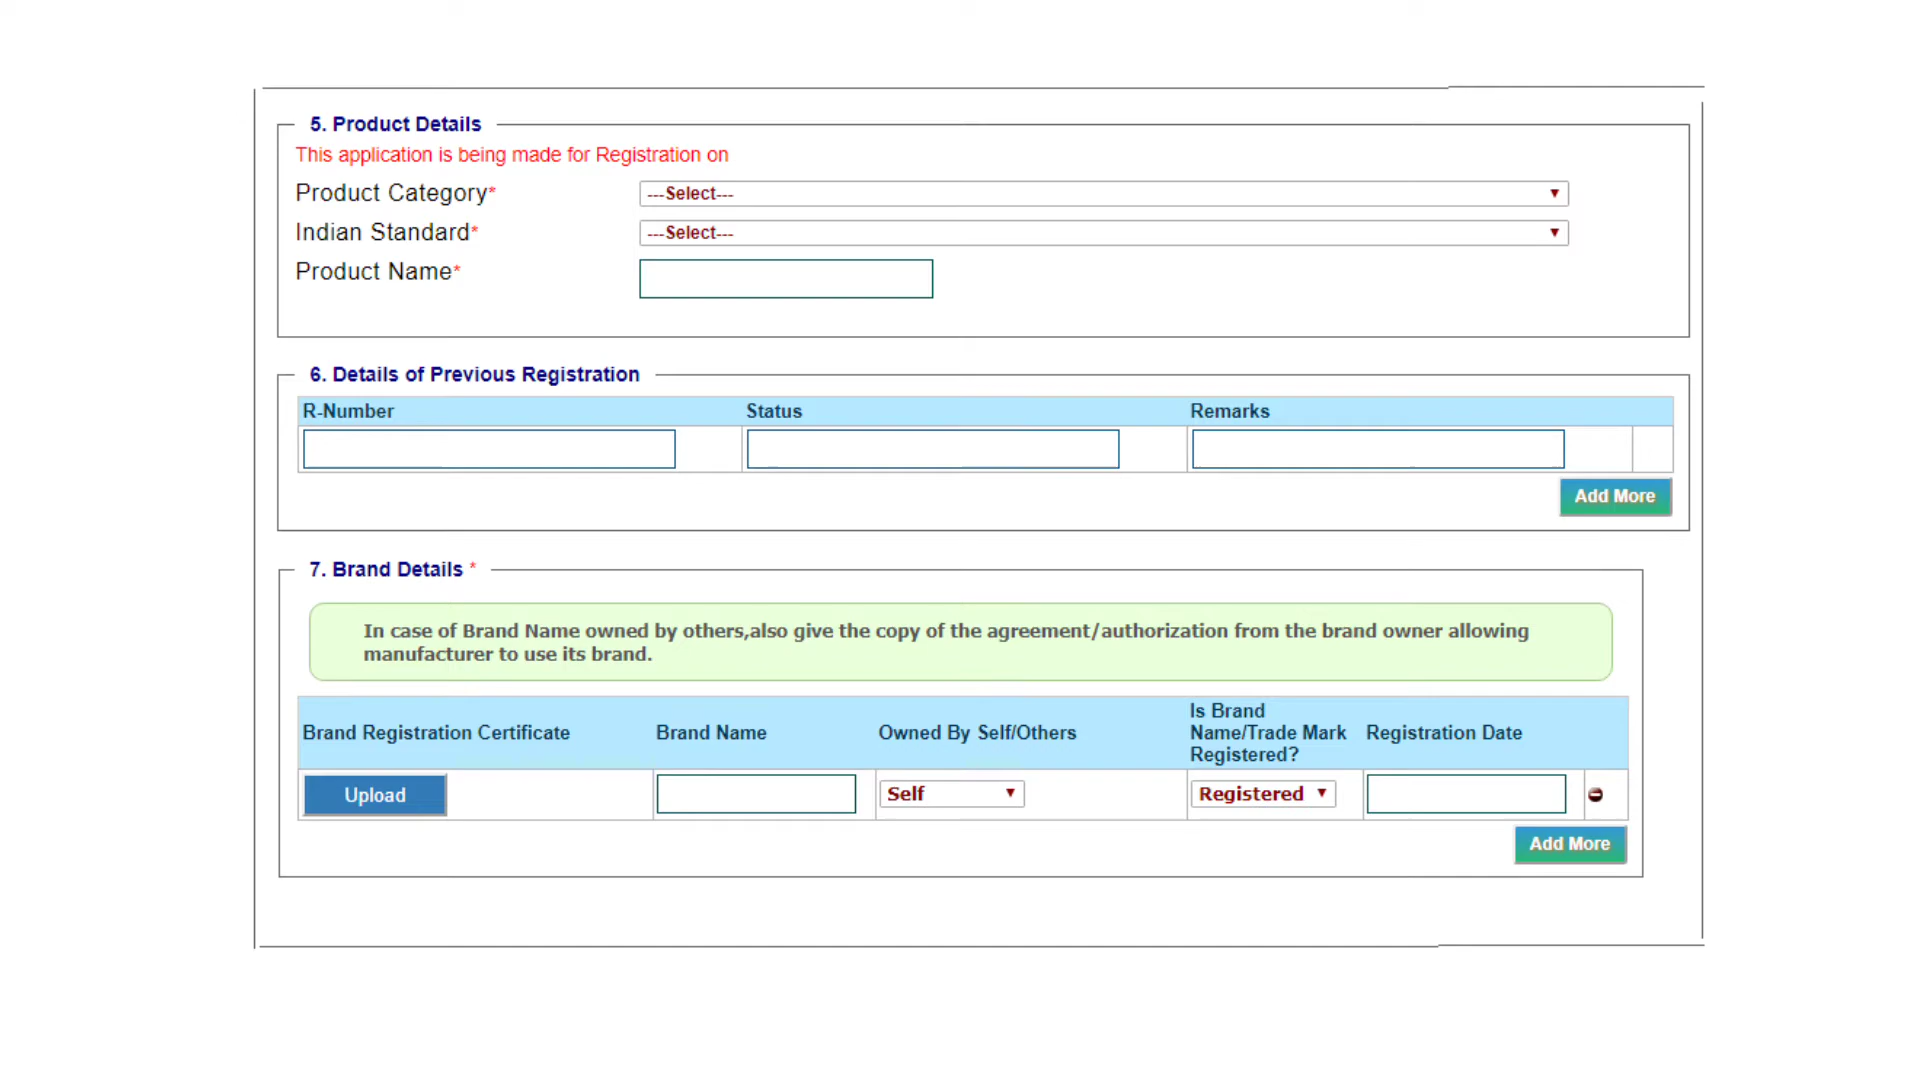 5. Product Details
This application is being made for Registration on
Product Category*
---Select---
Indian Standard*
---Select---
Product Name*
6. Details of Previous Registration
R-Number
Status
Remarks
Add More
7. Brand Details *
In case of Brand Name owned by others,also give the copy of the agreement/authorization from the brand owner allowing
manufacturer to use its brand.
Brand Registration Certificate
Brand Name
Owned By Self/Others
Is Brand
Name/Trade Mark
Registered?
Registration Date
Upload
Self
Registered
Add More